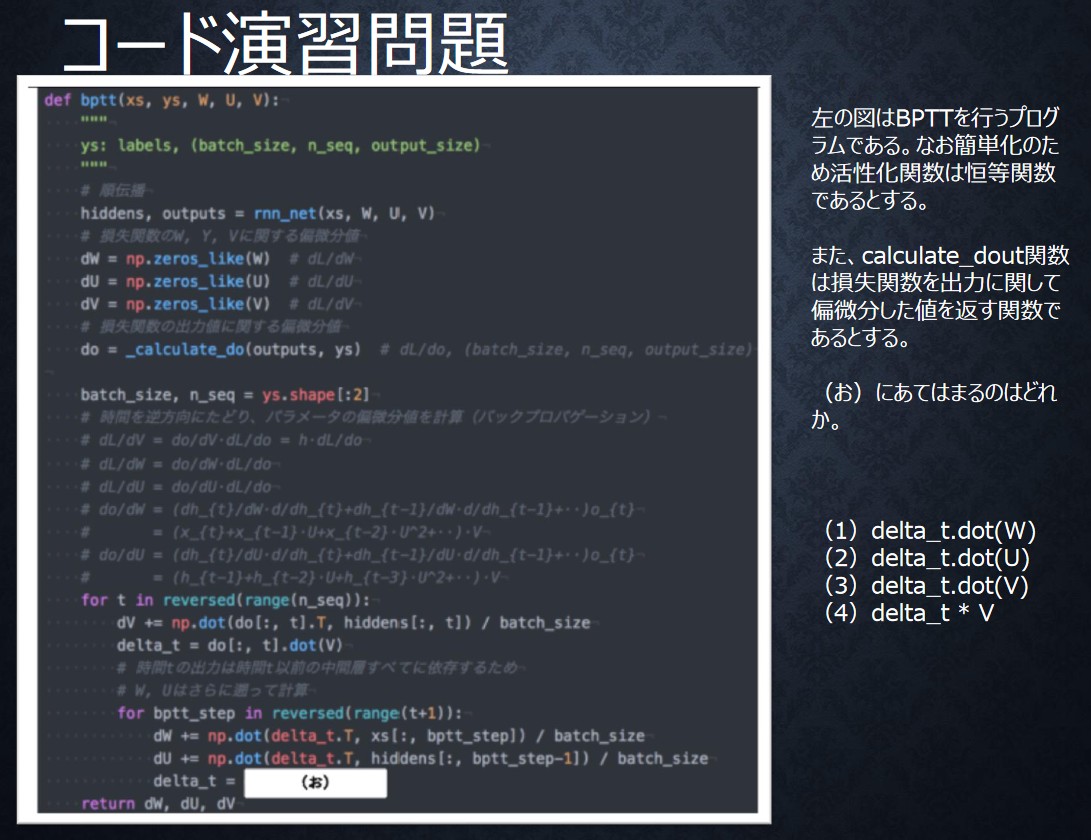 コード演習問題
def bptt(xs, ys, W, U, V):
"""
ys: labels, (batch_size, n_seq, output_size)
"""
# 順伝播
hiddens, outputs = rnn_net(xs, W, U, V)
# 損失関数のW, Y, Vに関する偏微分値
dW = np.zeros_like(W)  # dL/dW
dU = np.zeros_like(U)  # dL/dU
dV = np.zeros_like(V)  # dL/dV
# 損失関数の出力値に関する偏微分値
do = _calculate_do(outputs, ys)  # dL/do, (batch_size, n_seq, output_size)
batch_size, n_seq = ys.shape[:2]
# 時間を逆方向にたどり、パラメータの偏微分値を計算（バックプロパゲーション）
# dL/dV = do/dV·dL/do = h·dL/do
# dL/dW = do/dW·dL/do
# dL/dU = do/dU·dL/do
# do/dW = (dh_{t}/dW·d/dh_{t}+dh_{t-1}/dW·d/dh_{t-1}+··)o_{t}
#       = (x_{t}+x_{t-1}·U+x_{t-2}·U^2+··)·V
# do/dU = (dh_{t}/dU·d/dh_{t}+dh_{t-1}/dU·d/dh_{t-1}+··)o_{t}
#       = (h_{t-1}+h_{t-2}·U+h_{t-3}·U^2+··)·V
for t in reversed(range(n_seq)):
dV += np.dot(do[:, t].T, hiddens[:, t]) / batch_size
delta_t = do[:, t].dot(V)
# 時間tの出力は時間t以前の中間層すべてに依存するため
# W, Uはさらに遡って計算
for bptt_step in reversed(range(t+1)):
dW += np.dot(delta_t.T, xs[:, bptt_step]) / batch_size
dU += np.dot(delta_t.T, hiddens[:, bptt_step-1]) / batch_size
delta_t = （お）
return dW, dU, dV
左の図はBPTTを行うプログ
ラムである。なお簡単化のた
め活性化関数は恒等関数
であるとする。
また、calculate_dout関数
は損失関数を出力に関して
偏微分した値を返す関数で
あるとする。
（お）にあてはまるのはどれ
か。
（1）delta_t.dot(W)
（2）delta_t.dot(U)
（3）delta_t.dot(V)
（4）delta_t * V